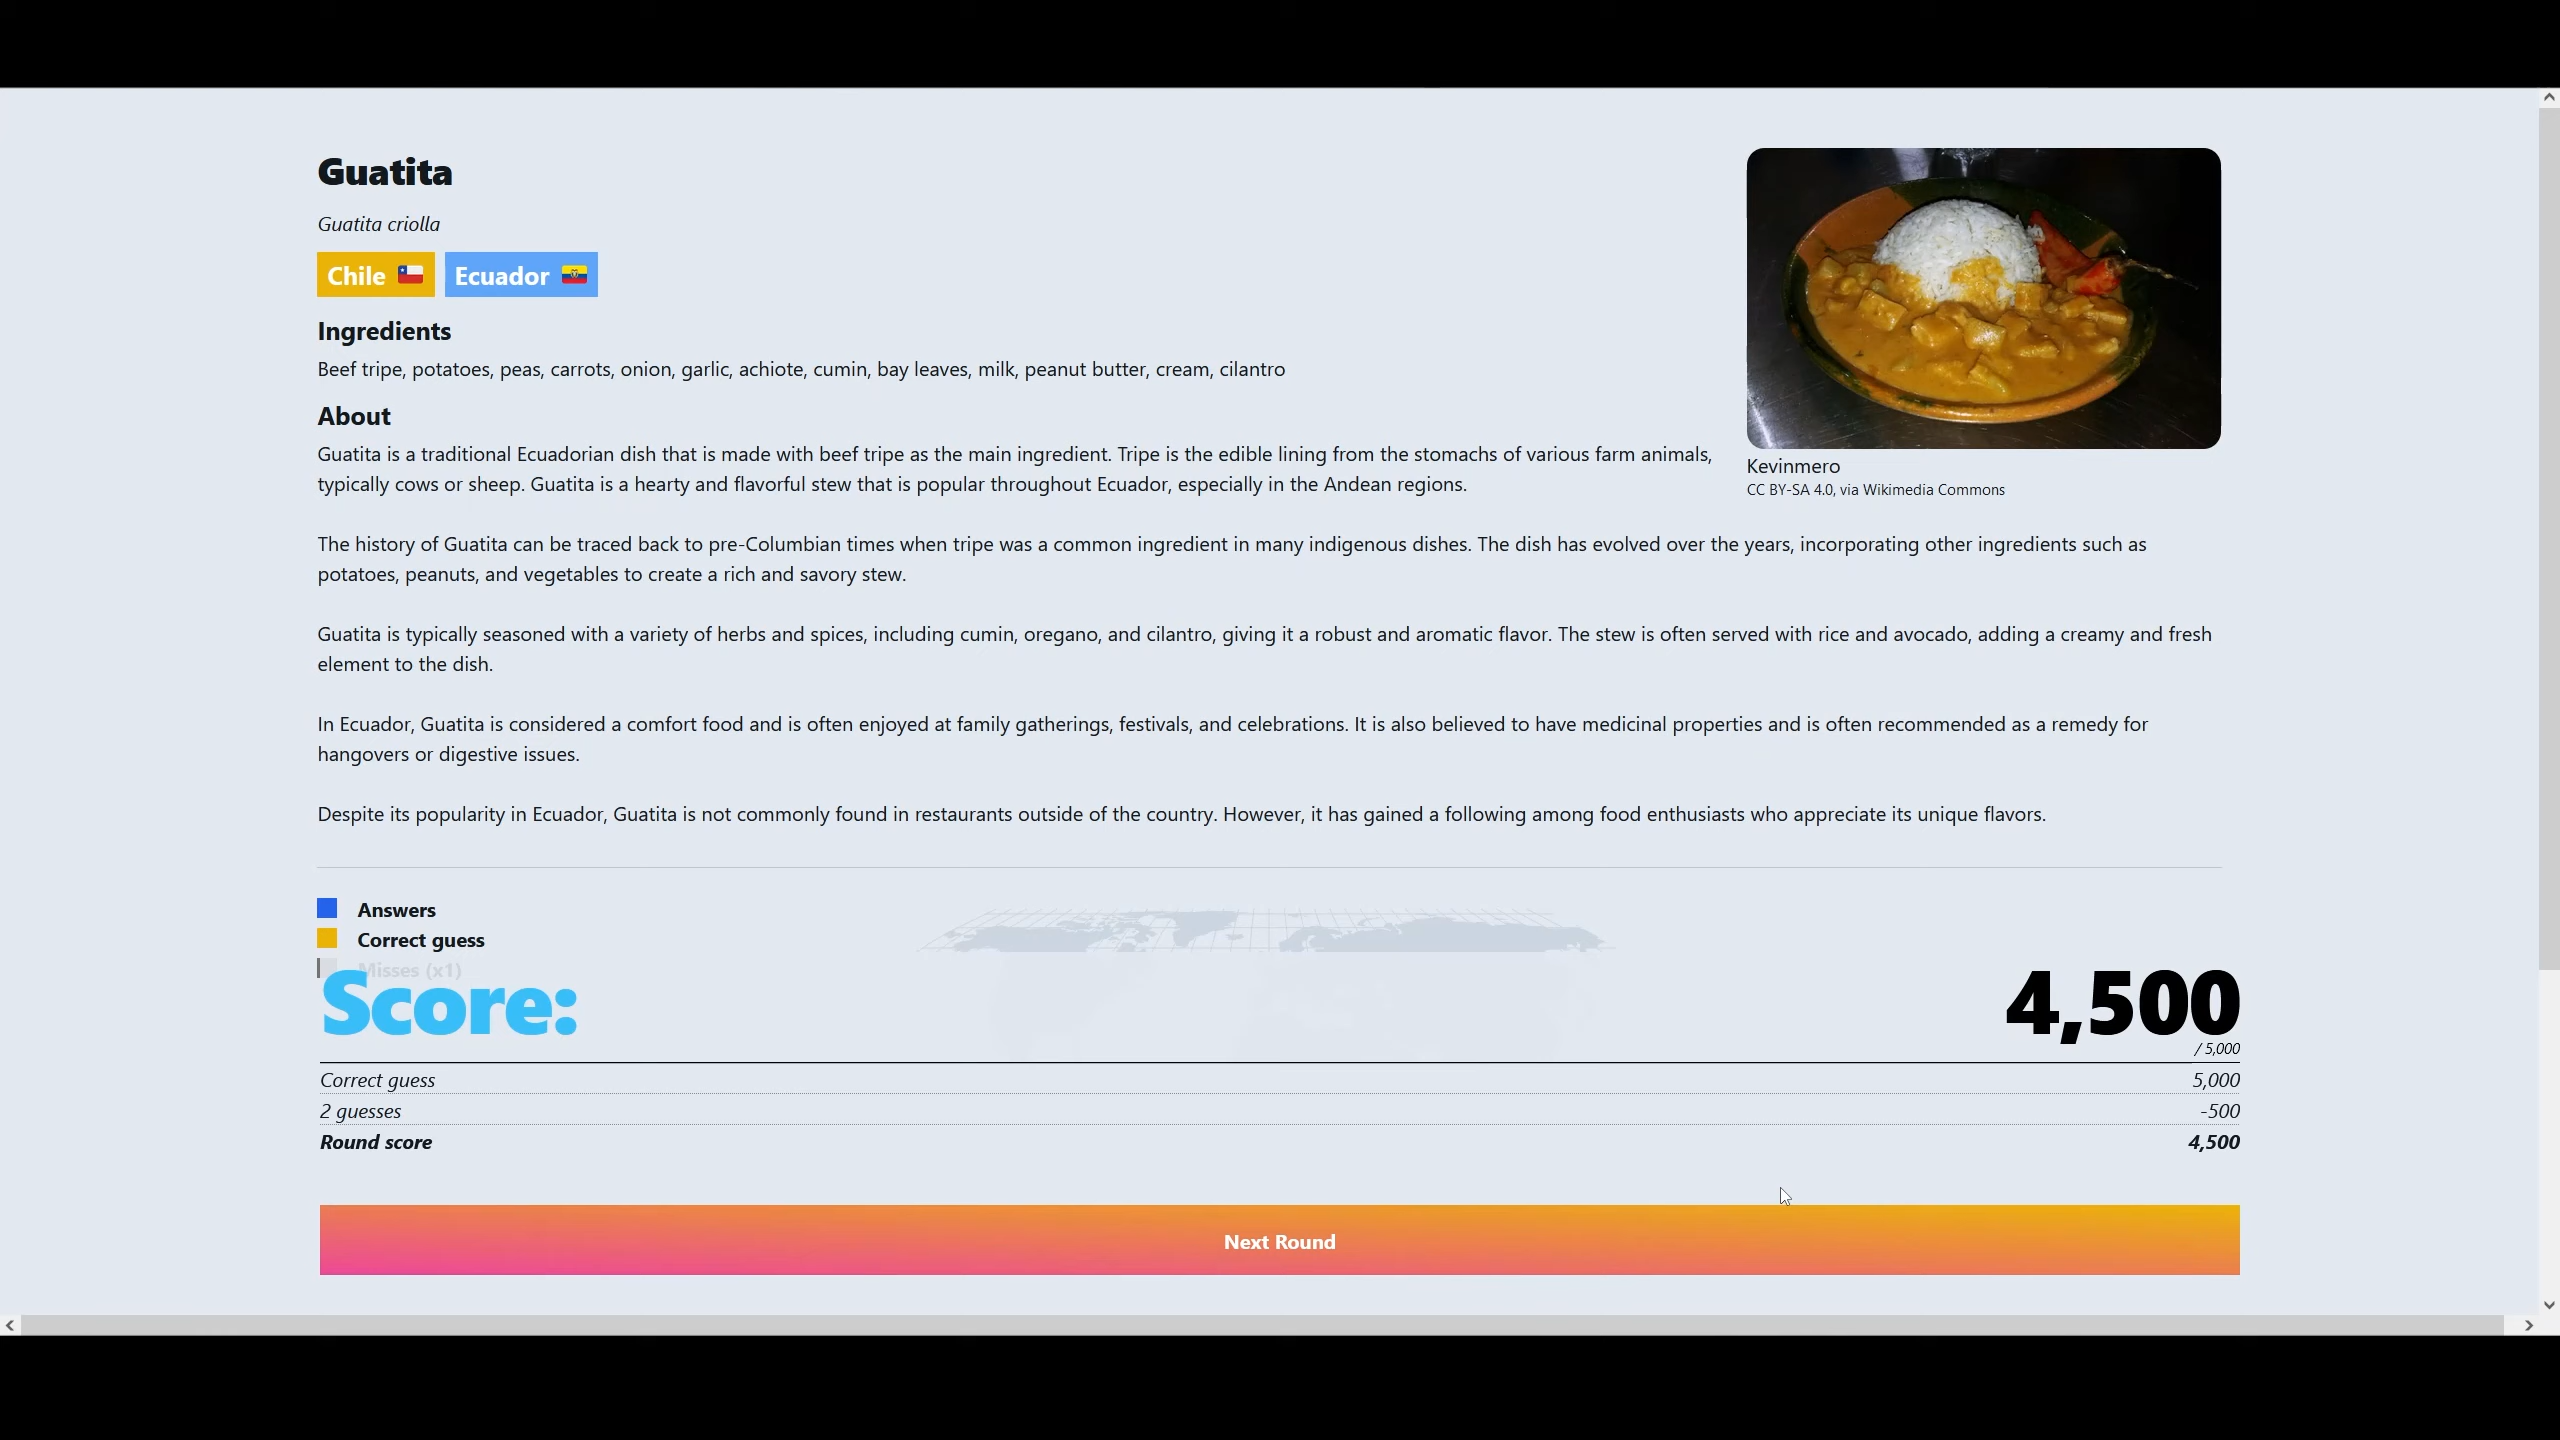 Guatita
Guatita criolla
Chile
Ecuador
Ingredients
Beef tripe, potatoes, peas, carrots, onion, garlic, achiote, cumin, bay leaves, milk, peanut butter, cream, cilantro
About
Guatita is a traditional Ecuadorian dish that is made with beef tripe as the main ingredient. Tripe is the edible lining from the stomachs of various farm animals,
typically cows or sheep. Guatita is a hearty and flavorful stew that is popular throughout Ecuador, especially in the Andean regions.
Kevinmero
CC BY-SA 4.0, via Wikimedia Commons
The history of Guatita can be traced back to pre-Columbian times when tripe was a common ingredient in many indigenous dishes. The dish has evolved over the years, incorporating other ingredients such as
potatoes, peanuts, and vegetables to create a rich and savory stew.
Guatita is typically seasoned with a variety of herbs and spices, including cumin, oregano, and cilantro, giving it a robust and aromatic flavor. The stew is often served with rice and avocado, adding a creamy and fresh
element to the dish.
In Ecuador, Guatita is considered a comfort food and is often enjoyed at family gatherings, festivals, and celebrations. It is also believed to have medicinal properties and is often recommended as a remedy for
hangovers or digestive issues.
Despite its popularity in Ecuador, Guatita is not commonly found in restaurants outside of the country. However, it has gained a following among food enthusiasts who appreciate its unique flavors.
Answers
Correct guess
Misses (x1)
Score: 4,500
/ 5,000
Correct guess 5,000
2 guesses -500
Round score 4,500
Next Round